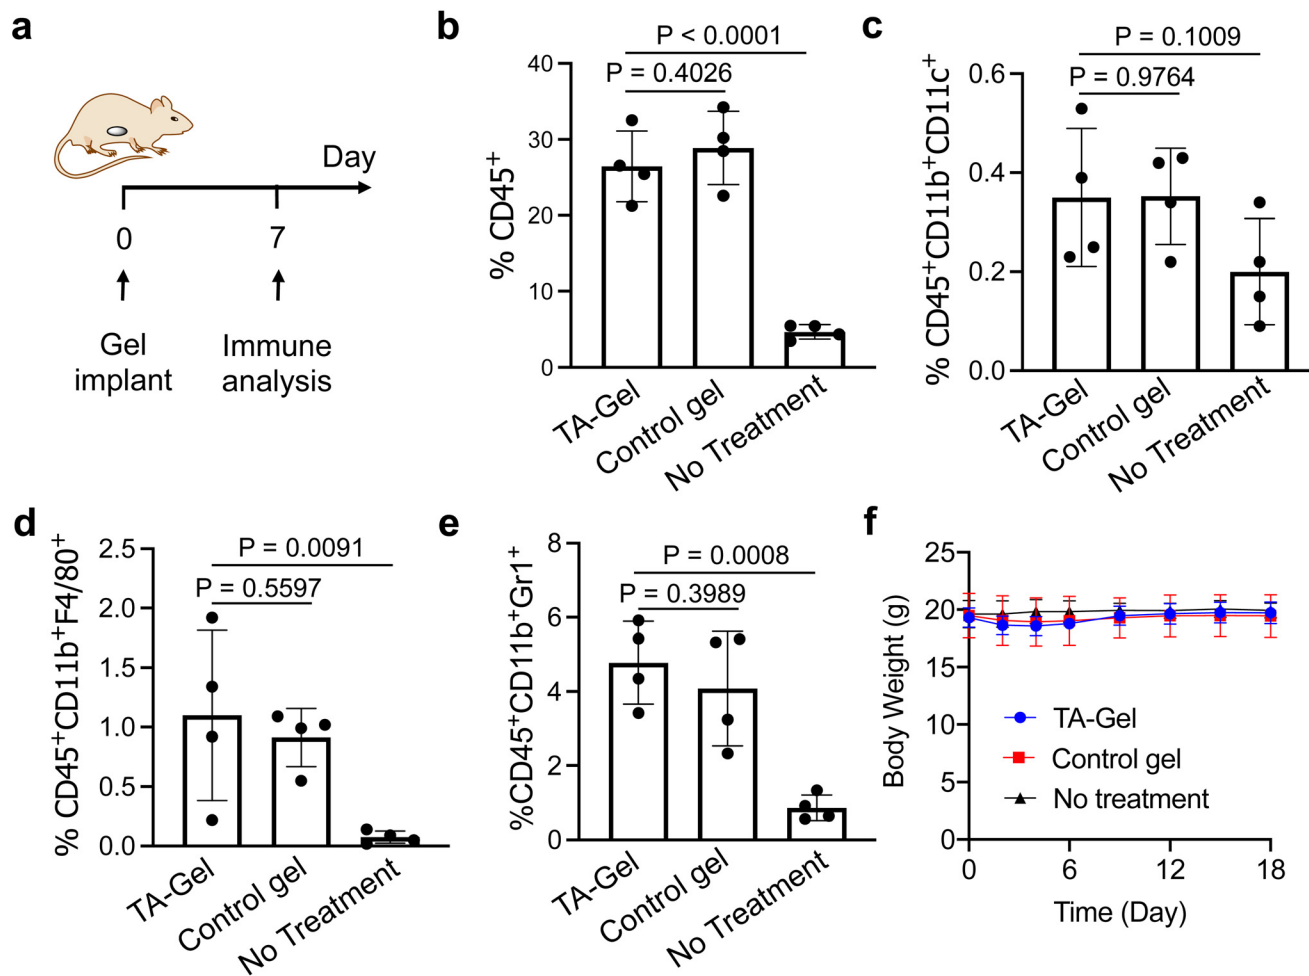 a
Day
0
7
Gel
implant
Immune
analysis
b
P < 0.0001
P = 0.4026
40
30
20
10
0
% CD45⁺
TA-Gel
Control gel
No Treatment
c
P = 0.1009
P = 0.9764
0.6
0.4
0.2
0.0
% CD45⁺CD11b⁺CD11c⁺
TA-Gel
Control gel
No Treatment
d
P = 0.0091
P = 0.5597
2.5
2.0
1.5
1.0
0.5
0.0
% CD45⁺CD11b⁺F4/80⁺
TA-Gel
Control gel
No Treatment
e
P = 0.0008
P = 0.3989
8
6
4
2
0
%CD45⁺CD11b⁺Gr1⁺
TA-Gel
Control gel
No Treatment
f
25
20
15
10
5
0
Body Weight (g)
TA-Gel
Control gel
No treatment
0
6
12
18
Time (Day)